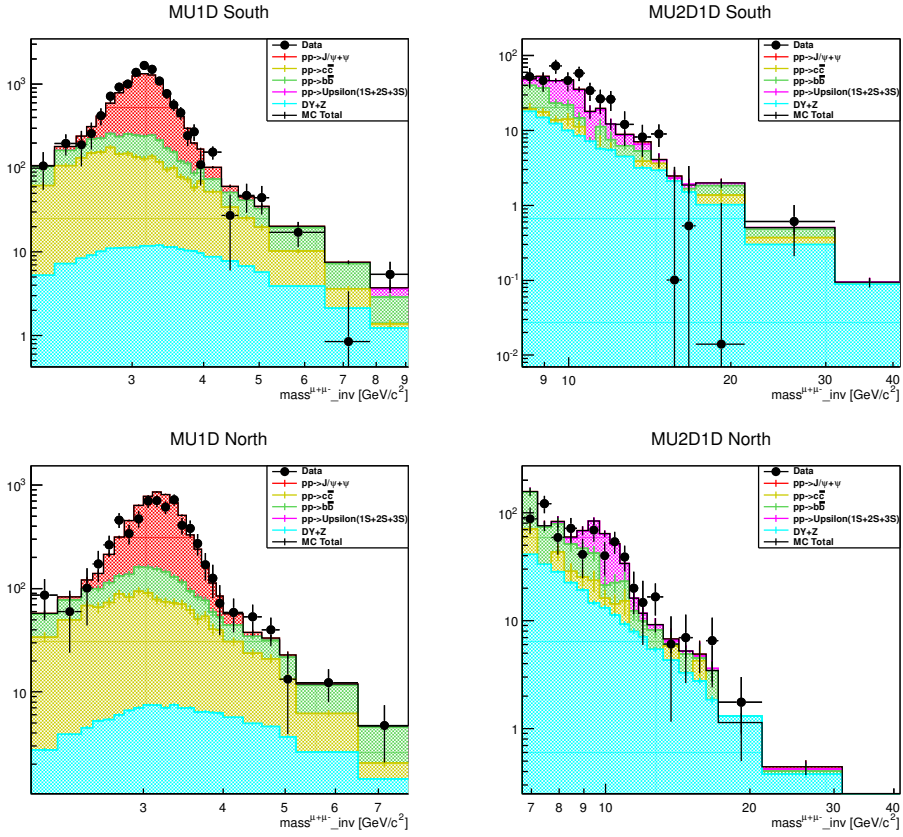 MU1D South
10³
10²
10
1
Data
pp->J/ψ+ψ
pp->cc̅
pp->bb̅
pp->Upsilon(1S+2S+3S)
DY+Z
MC Total
3 4 5 6 7 8 9
mass^μ+μ-_inv [GeV/c²]
MU2D1D South
10²
10
1
10⁻¹
10⁻²
Data
pp->J/ψ+ψ
pp->cc̅
pp->bb̅
pp->Upsilon(1S+2S+3S)
DY+Z
MC Total
8 9 10 20 30 40
mass^μ+μ-_inv [GeV/c²]
MU1D North
10³
10²
10
Data
pp->J/ψ+ψ
pp->cc̅
pp->bb̅
pp->Upsilon(1S+2S+3S)
DY+Z
MC Total
3 4 5 6 7
mass^μ+μ-_inv [GeV/c²]
MU2D1D North
10²
10
1
Data
pp->J/ψ+ψ
pp->cc̅
pp->bb̅
pp->Upsilon(1S+2S+3S)
DY+Z
MC Total
7 8 9 10 20 30 40
mass^μ+μ-_inv [GeV/c²]